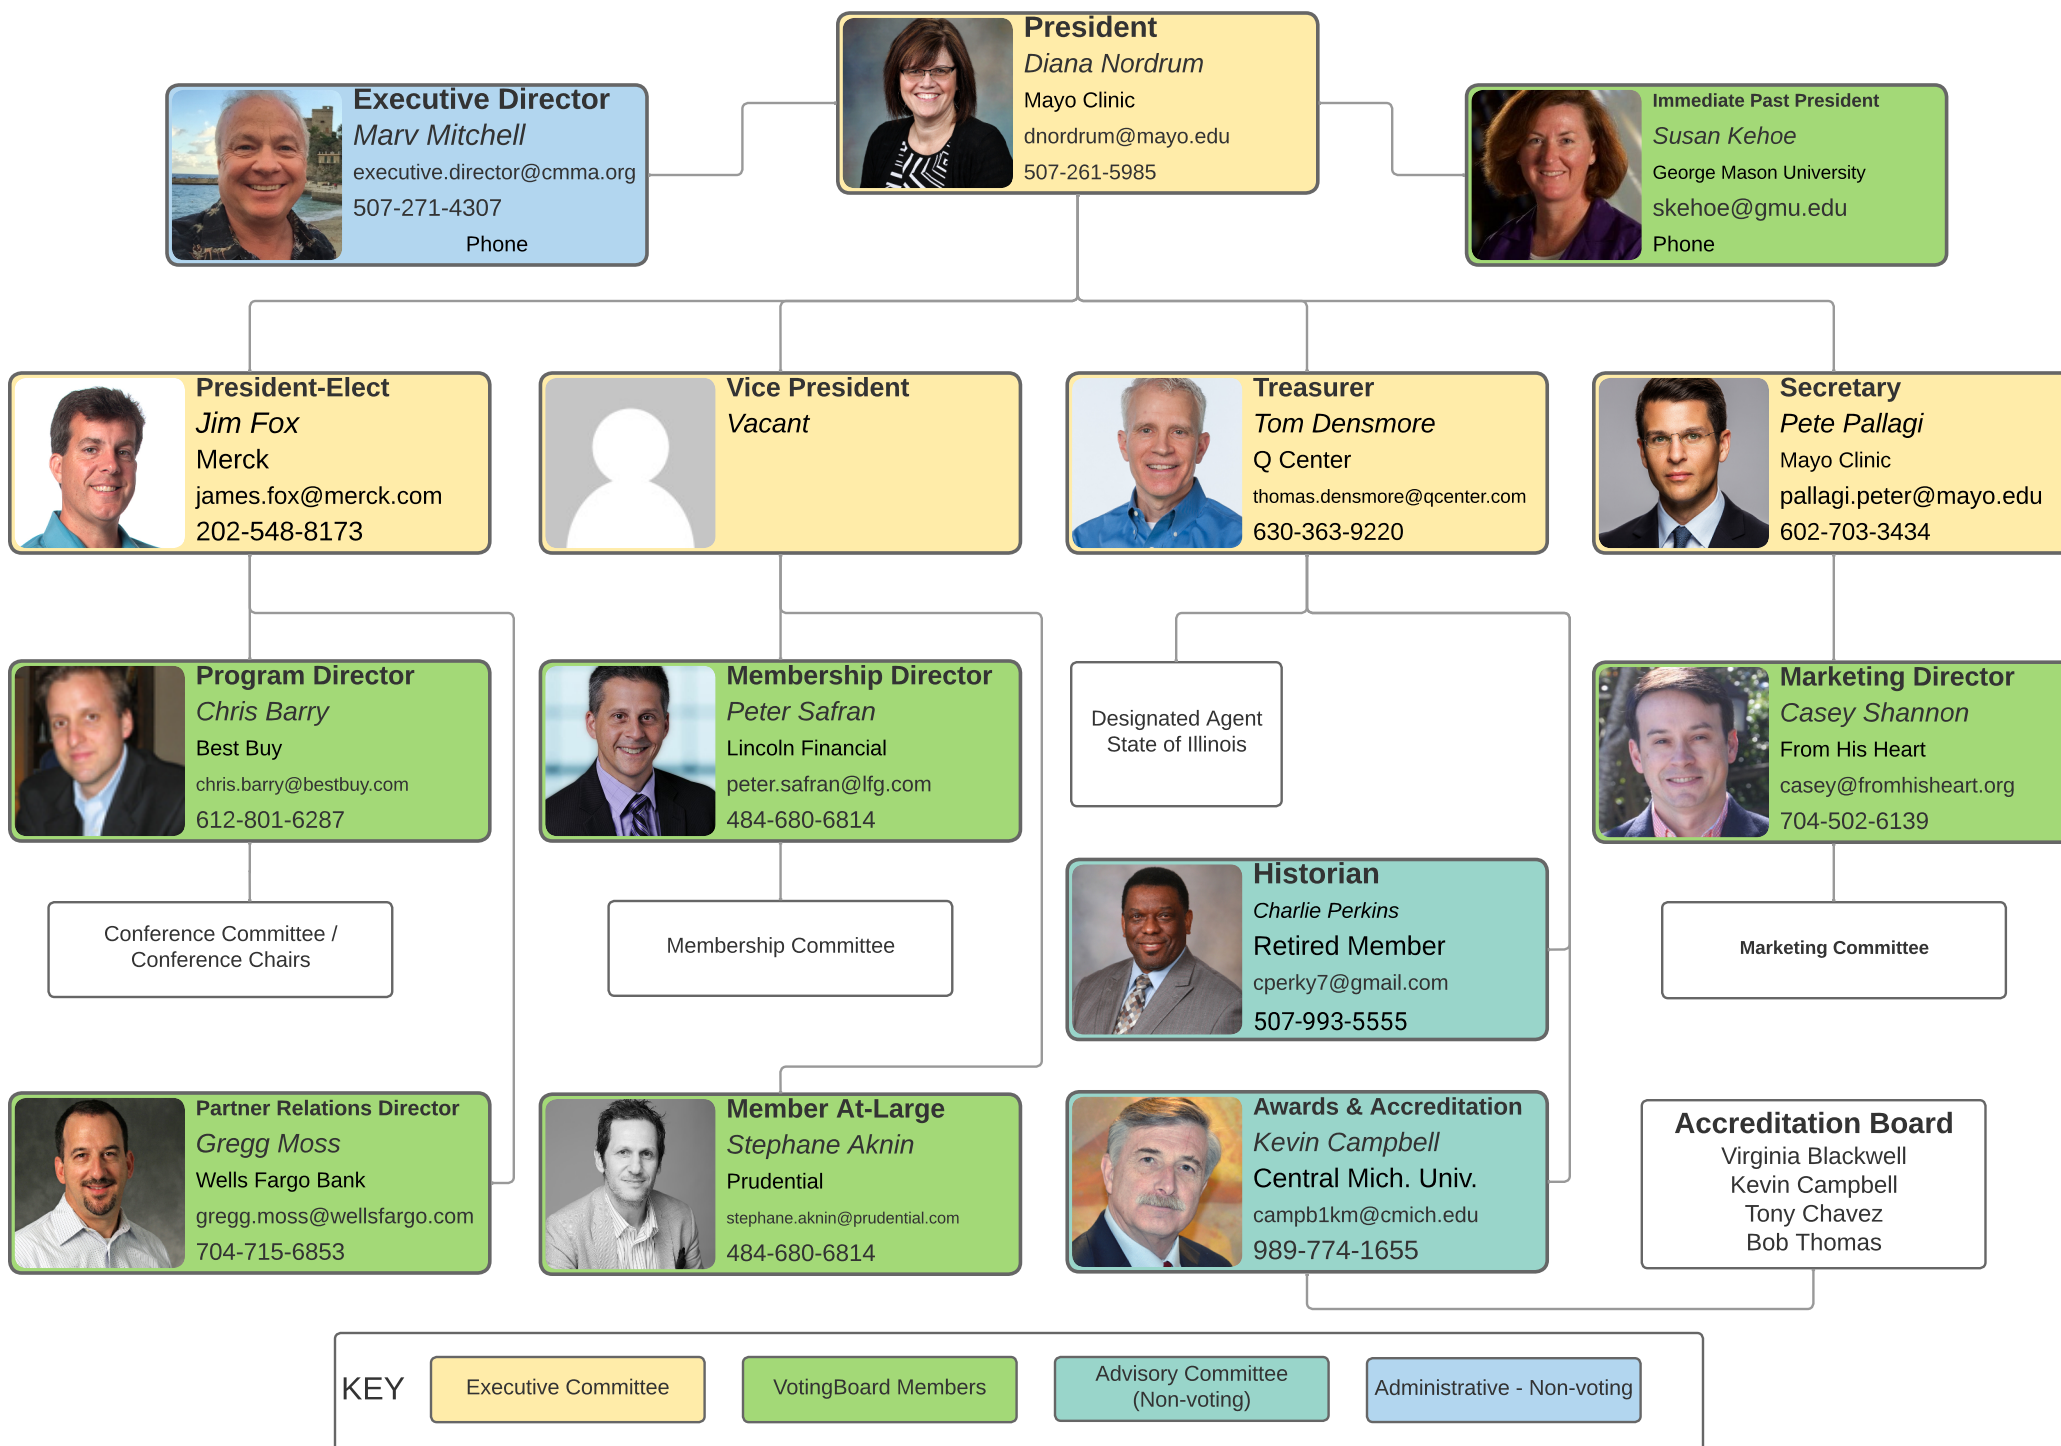 President
Diana Nordrum
Mayo Clinic
dnordrum@mayo.edu
507-261-5985
Executive Director
Marv Mitchell
executive.director@cmma.org
507-271-4307
Phone
Immediate Past President
Susan Kehoe
George Mason University
skehoe@gmu.edu
Phone
President-Elect
Jim Fox
Merck
james.fox@merck.com
202-548-8173
Vice President
Vacant
Treasurer
Tom Densmore
Q Center
thomas.densmore@qcenter.com
630-363-9220
Secretary
Pete Pallagi
Mayo Clinic
pallagi.peter@mayo.edu
602-703-3434
Program Director
Chris Barry
Best Buy
chris.barry@bestbuy.com
612-801-6287
Membership Director
Peter Safran
Lincoln Financial
peter.safran@lfg.com
484-680-6814
Designated Agent
State of Illinois
Marketing Director
Casey Shannon
From His Heart
casey@fromhisheart.org
704-502-6139
Conference Committee /
Conference Chairs
Membership Committee
Historian
Charlie Perkins
Retired Member
cperky7@gmail.com
507-993-5555
Marketing Committee
Partner Relations Director
Gregg Moss
Wells Fargo Bank
gregg.moss@wellsfargo.com
704-715-6853
Member At-Large
Stephane Aknin
Prudential
stephane.aknin@prudential.com
484-680-6814
Awards & Accreditation
Kevin Campbell
Central Mich. Univ.
campb1km@cmich.edu
989-774-1655
Accreditation Board
Virginia Blackwell
Kevin Campbell
Tony Chavez
Bob Thomas
KEY
Executive Committee
VotingBoard Members
Advisory Committee
(Non-voting)
Administrative - Non-voting